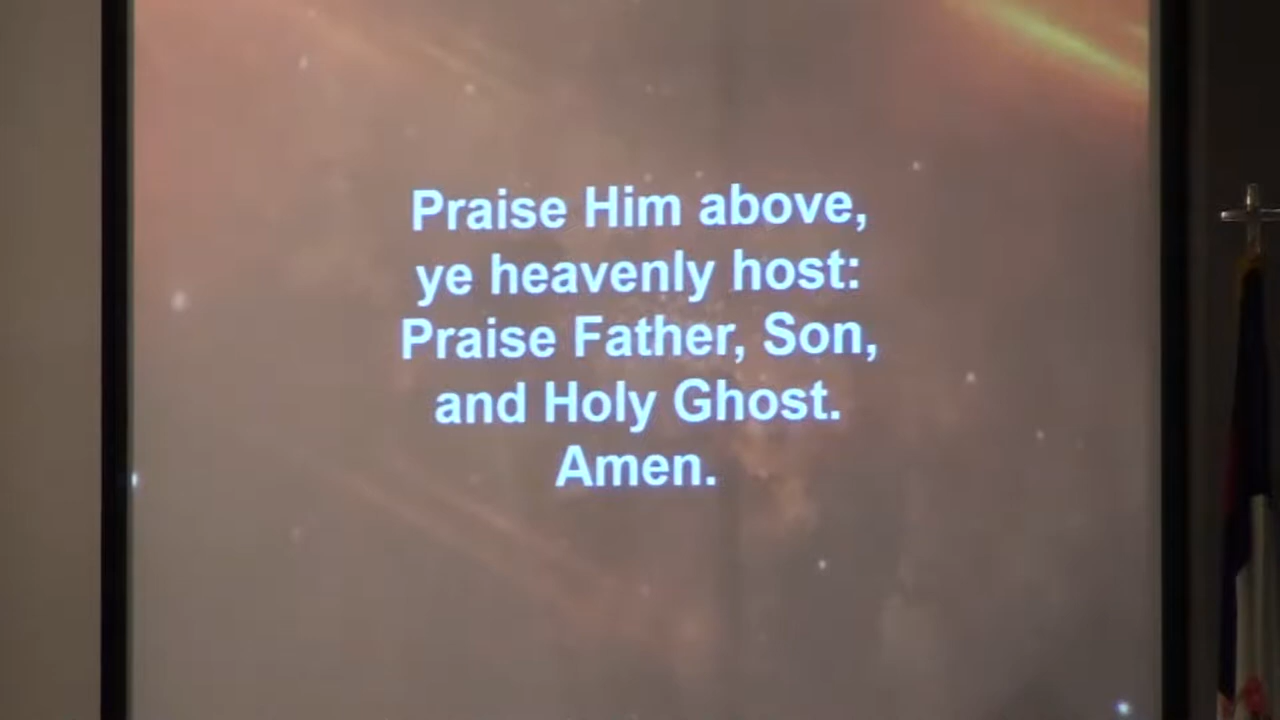 Praise Him above,
ye heavenly host:
Praise Father, Son,
and Holy Ghost.
Amen.